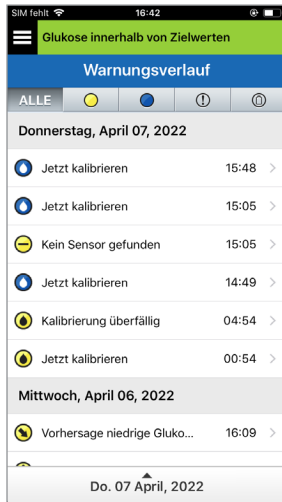 SIM fehlt 16:42
Glukose innerhalb von Zielwerten
Warnungsverlauf
ALLE
Donnerstag, April 07, 2022
Jetzt kalibrieren 15:48
Jetzt kalibrieren 15:05
Kein Sensor gefunden 15:05
Jetzt kalibrieren 14:49
Kalibrierung überfällig 04:54
Jetzt kalibrieren 00:54
Mittwoch, April 06, 2022
Vorhersage niedrige Gluko... 16:09
Do. 07 April, 2022